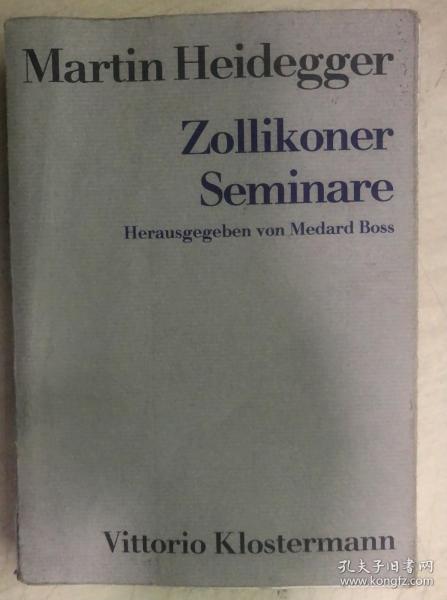 Martin Heidegger
Zollikoner
Seminare
Herausgegeben von Medard Boss
Vittorio Klostermann
孔夫子旧书网
www.kongfz.com